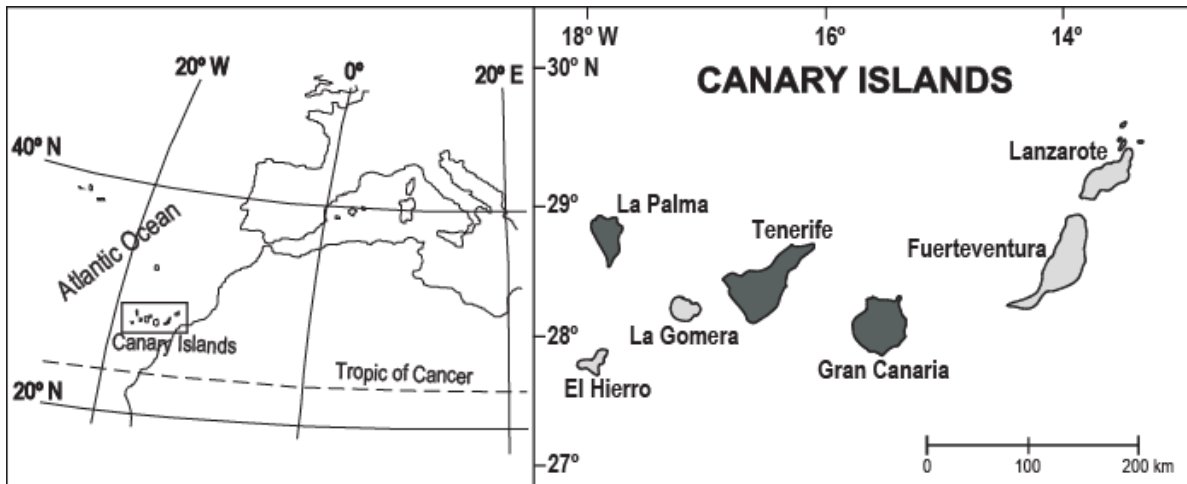 20º W
0º
20º E
40º N
Atlantic Ocean
Canary Islands
Tropic of Cancer
20º N
18º W
16º
14º
30º N
CANARY ISLANDS
Lanzarote
29º
La Palma
Tenerife
Fuerteventura
28º
La Gomera
El Hierro
Gran Canaria
27º
0
100
200 km